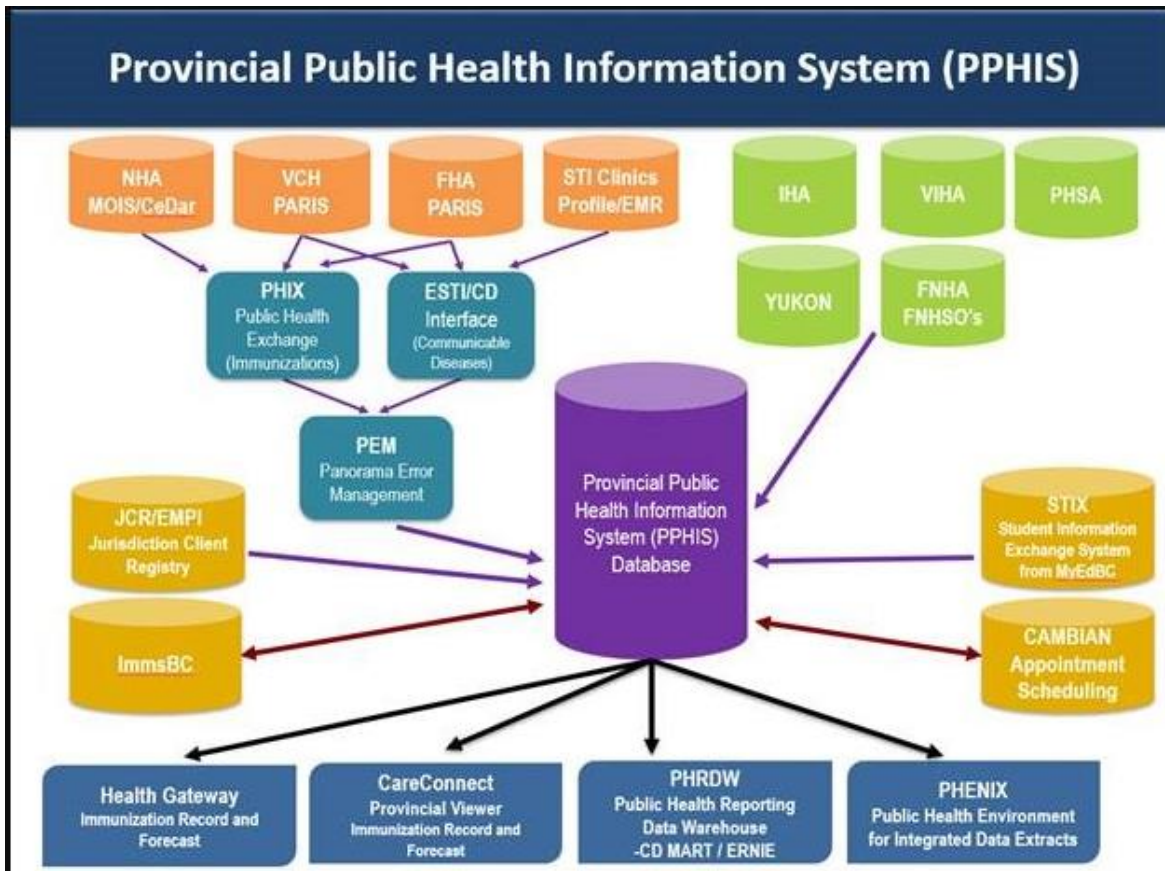 Provincial Public Health Information System (PPHIS)
NHA
MOIS/CeDar
VCH
PARIS
FHA
PARIS
STI Clinics
Profile/EMR
IHA
VIHA
PHSA
YUKON
FNHA
FNHSO's
PHIX
Public Health
Exchange
(Immunizations)
ESTI/CD
Interface
(Communicable
Diseases)
PEM
Panorama Error
Management
Provincial Public
Health Information
System (PPHIS)
Database
JCR/EMPI
Jurisdiction Client
Registry
ImmsBC
STIX
Student Information
Exchange System
from MyEdBC
CAMBIAN
Appointment
Scheduling
Health Gateway
Immunization Record and
Forecast
CareConnect
Provincial Viewer
Immunization Record and
Forecast
PHRDW
Public Health Reporting
Data Warehouse
-CD MART / ERNIE
PHENIX
Public Health Environment
for Integrated Data Extracts